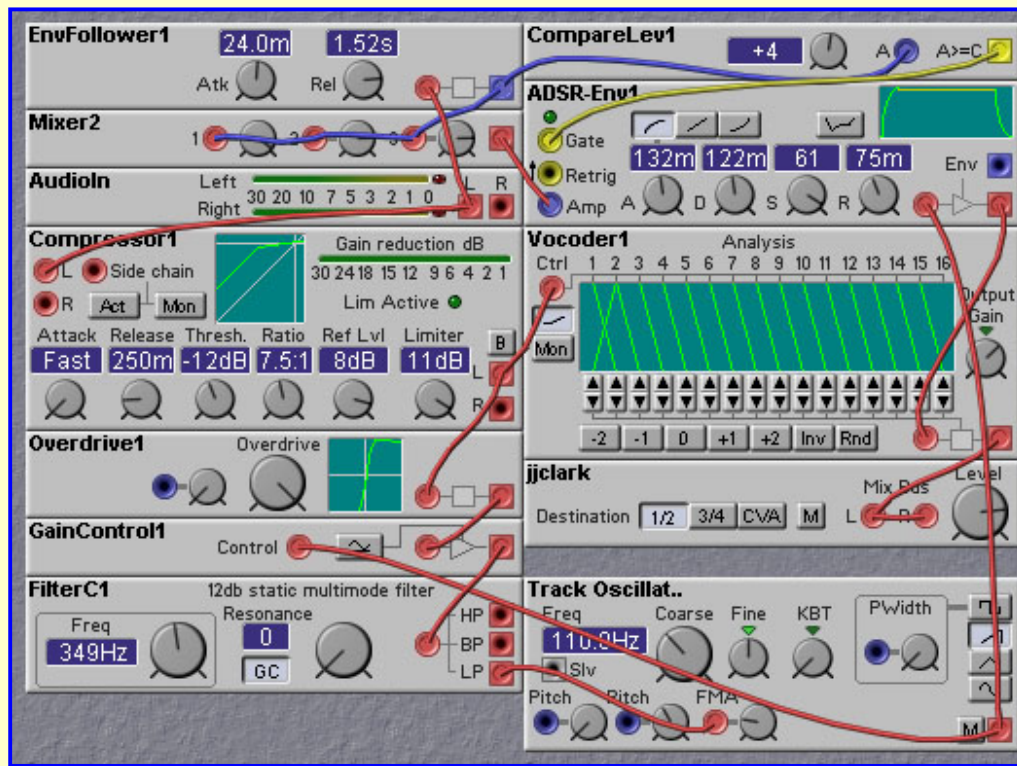 EnvFollower1
24.0m 1.52s
Atk Rel
Mixer2
1 2 3
AudioIn
Left L R
30 20 10 7 5 3 2 1 0
Right
Compressor1
Gain reduction dB
L Side chain
30 24 18 15 12 9 6 4 2 1
R Act Mon
Lim Active
Attack Release Thresh. Ratio Ref Lvl Limiter B
Fast 250m -12dB 7.5:1 8dB 11dB L
R
Overdrive1
Overdrive
GainControl1
Control
FilterC1
12db static multimode filter
Freq Resonance HP
349Hz 0 BP
GC LP
CompareLev1
+4 A A>=C
ADSR-Env1
Gate
132m 122m 61 75m Env
Retrig
Amp A D S R
Vocoder1
Analysis
Ctrl 1 2 3 4 5 6 7 8 9 10 11 12 13 14 15 16
Output
Gain
Mon
-2 -1 0 +1 +2 Inv Rnd
jjclark
Mix Bus Level
Destination 1/2 3/4 CVA M L R
Track Oscillat..
Freq Coarse Fine KBT PWidth
110.0Hz
Slv
Pitch Pitch FMA
M